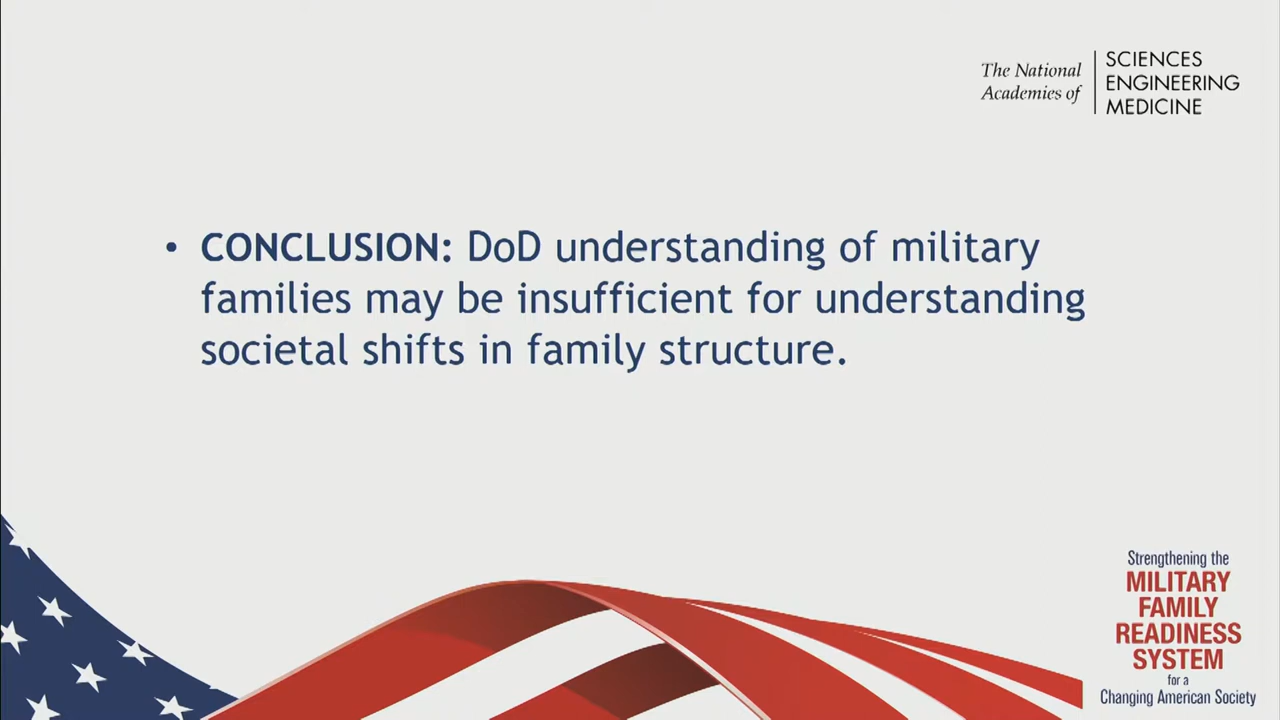 The National
Academies of
SCIENCES
ENGINEERING
MEDICINE
• CONCLUSION: DoD understanding of military
families may be insufficient for understanding
societal shifts in family structure.
Strengthening the
MILITARY
FAMILY
READINESS
SYSTEM
for a
Changing American Society